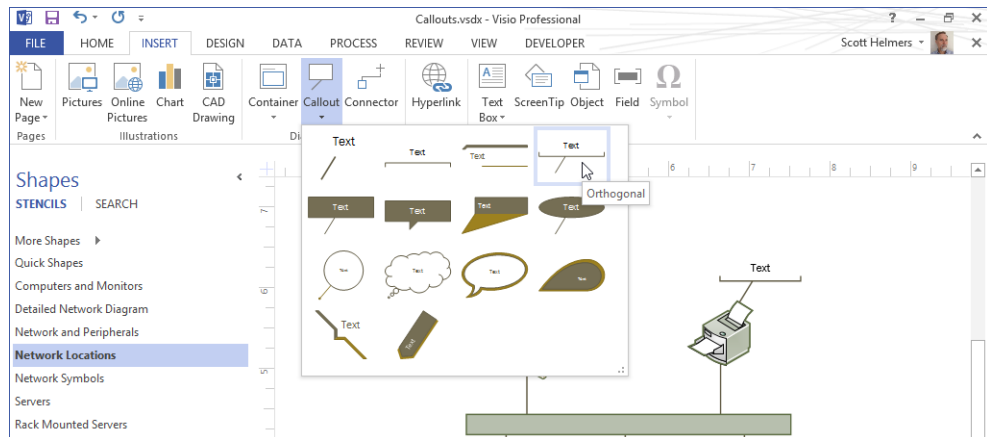 Callouts.vsdx - Visio Professional
FILE HOME INSERT DESIGN DATA PROCESS REVIEW VIEW DEVELOPER Scott Helmers
New Page Pictures Online Pictures Chart CAD Drawing Container Callout Connector Hyperlink Text Box ScreenTip Object Field Symbol
Pages Illustrations Di
Text Text Text Text
Orthogonal
Text Text Text Text
Text Text Text Text
Text Text
6 7 8 9
7
6
5
Shapes
STENCILS SEARCH
More Shapes
Quick Shapes
Computers and Monitors
Detailed Network Diagram
Network and Peripherals
Network Locations
Network Symbols
Servers
Rack Mounted Servers
Text